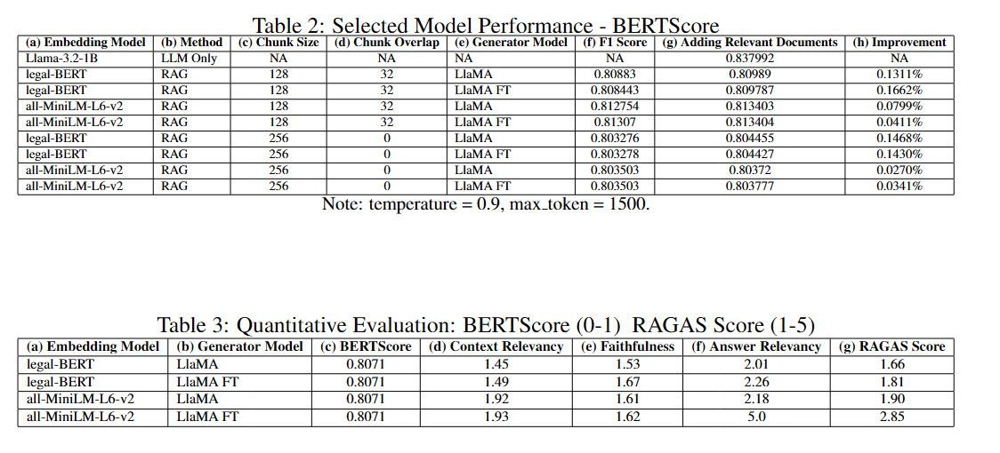 Table 2: Selected Model Performance - BERTScore
(a) Embedding Model (b) Method (c) Chunk Size (d) Chunk Overlap (e) Generator Model (f) F1 Score (g) Adding Relevant Documents (h) Improvement
Llama-3.2-1B LLM Only NA NA NA NA 0.837992 NA
legal-BERT RAG 128 32 LlaMA 0.80883 0.80989 0.1311%
legal-BERT RAG 128 32 LlaMA FT 0.808443 0.809787 0.1662%
all-MiniLM-L6-v2 RAG 128 32 LlaMA 0.812754 0.813403 0.0799%
all-MiniLM-L6-v2 RAG 128 32 LlaMA FT 0.81307 0.813404 0.0411%
legal-BERT RAG 256 0 LlaMA 0.803276 0.804455 0.1468%
legal-BERT RAG 256 0 LlaMA FT 0.803278 0.804427 0.1430%
all-MiniLM-L6-v2 RAG 256 0 LlaMA 0.803503 0.80372 0.0270%
all-MiniLM-L6-v2 RAG 256 0 LlaMA FT 0.803503 0.803777 0.0341%
Note: temperature = 0.9, max_token = 1500.
Table 3: Quantitative Evaluation: BERTScore (0-1) RAGAS Score (1-5)
(a) Embedding Model (b) Generator Model (c) BERTScore (d) Context Relevancy (e) Faithfulness (f) Answer Relevancy (g) RAGAS Score
legal-BERT LlaMA 0.8071 1.45 1.53 2.01 1.66
legal-BERT LlaMA FT 0.8071 1.49 1.67 2.26 1.81
all-MiniLM-L6-v2 LlaMA 0.8071 1.92 1.61 2.18 1.90
all-MiniLM-L6-v2 LlaMA FT 0.8071 1.93 1.62 5.0 2.85